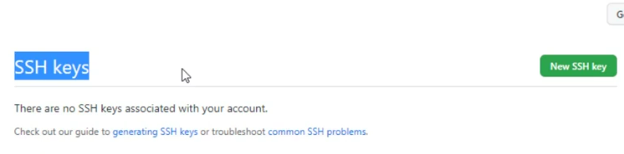 G
SSH keys
New SSH key
There are no SSH keys associated with your account.
Check out our guide to generating SSH keys or troubleshoot common SSH problems.